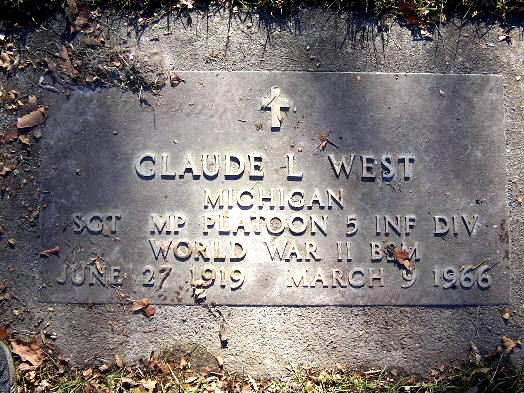 CLAUDE L WEST
MICHIGAN
SGT MP PLATOON 5 INF DIV
WORLD WAR II BSM
JUNE 27 1919 MARCH 9 1966